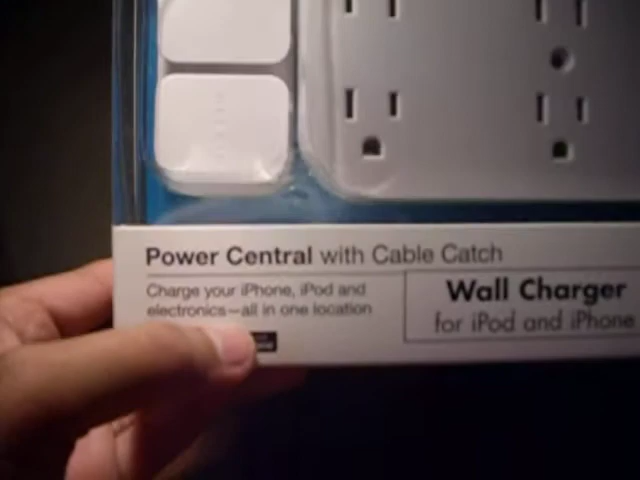 Power Central with Cable Catch
Charge your iPhone, iPod and
electronics—all in one location
Wall Charger
for iPod and iPhone